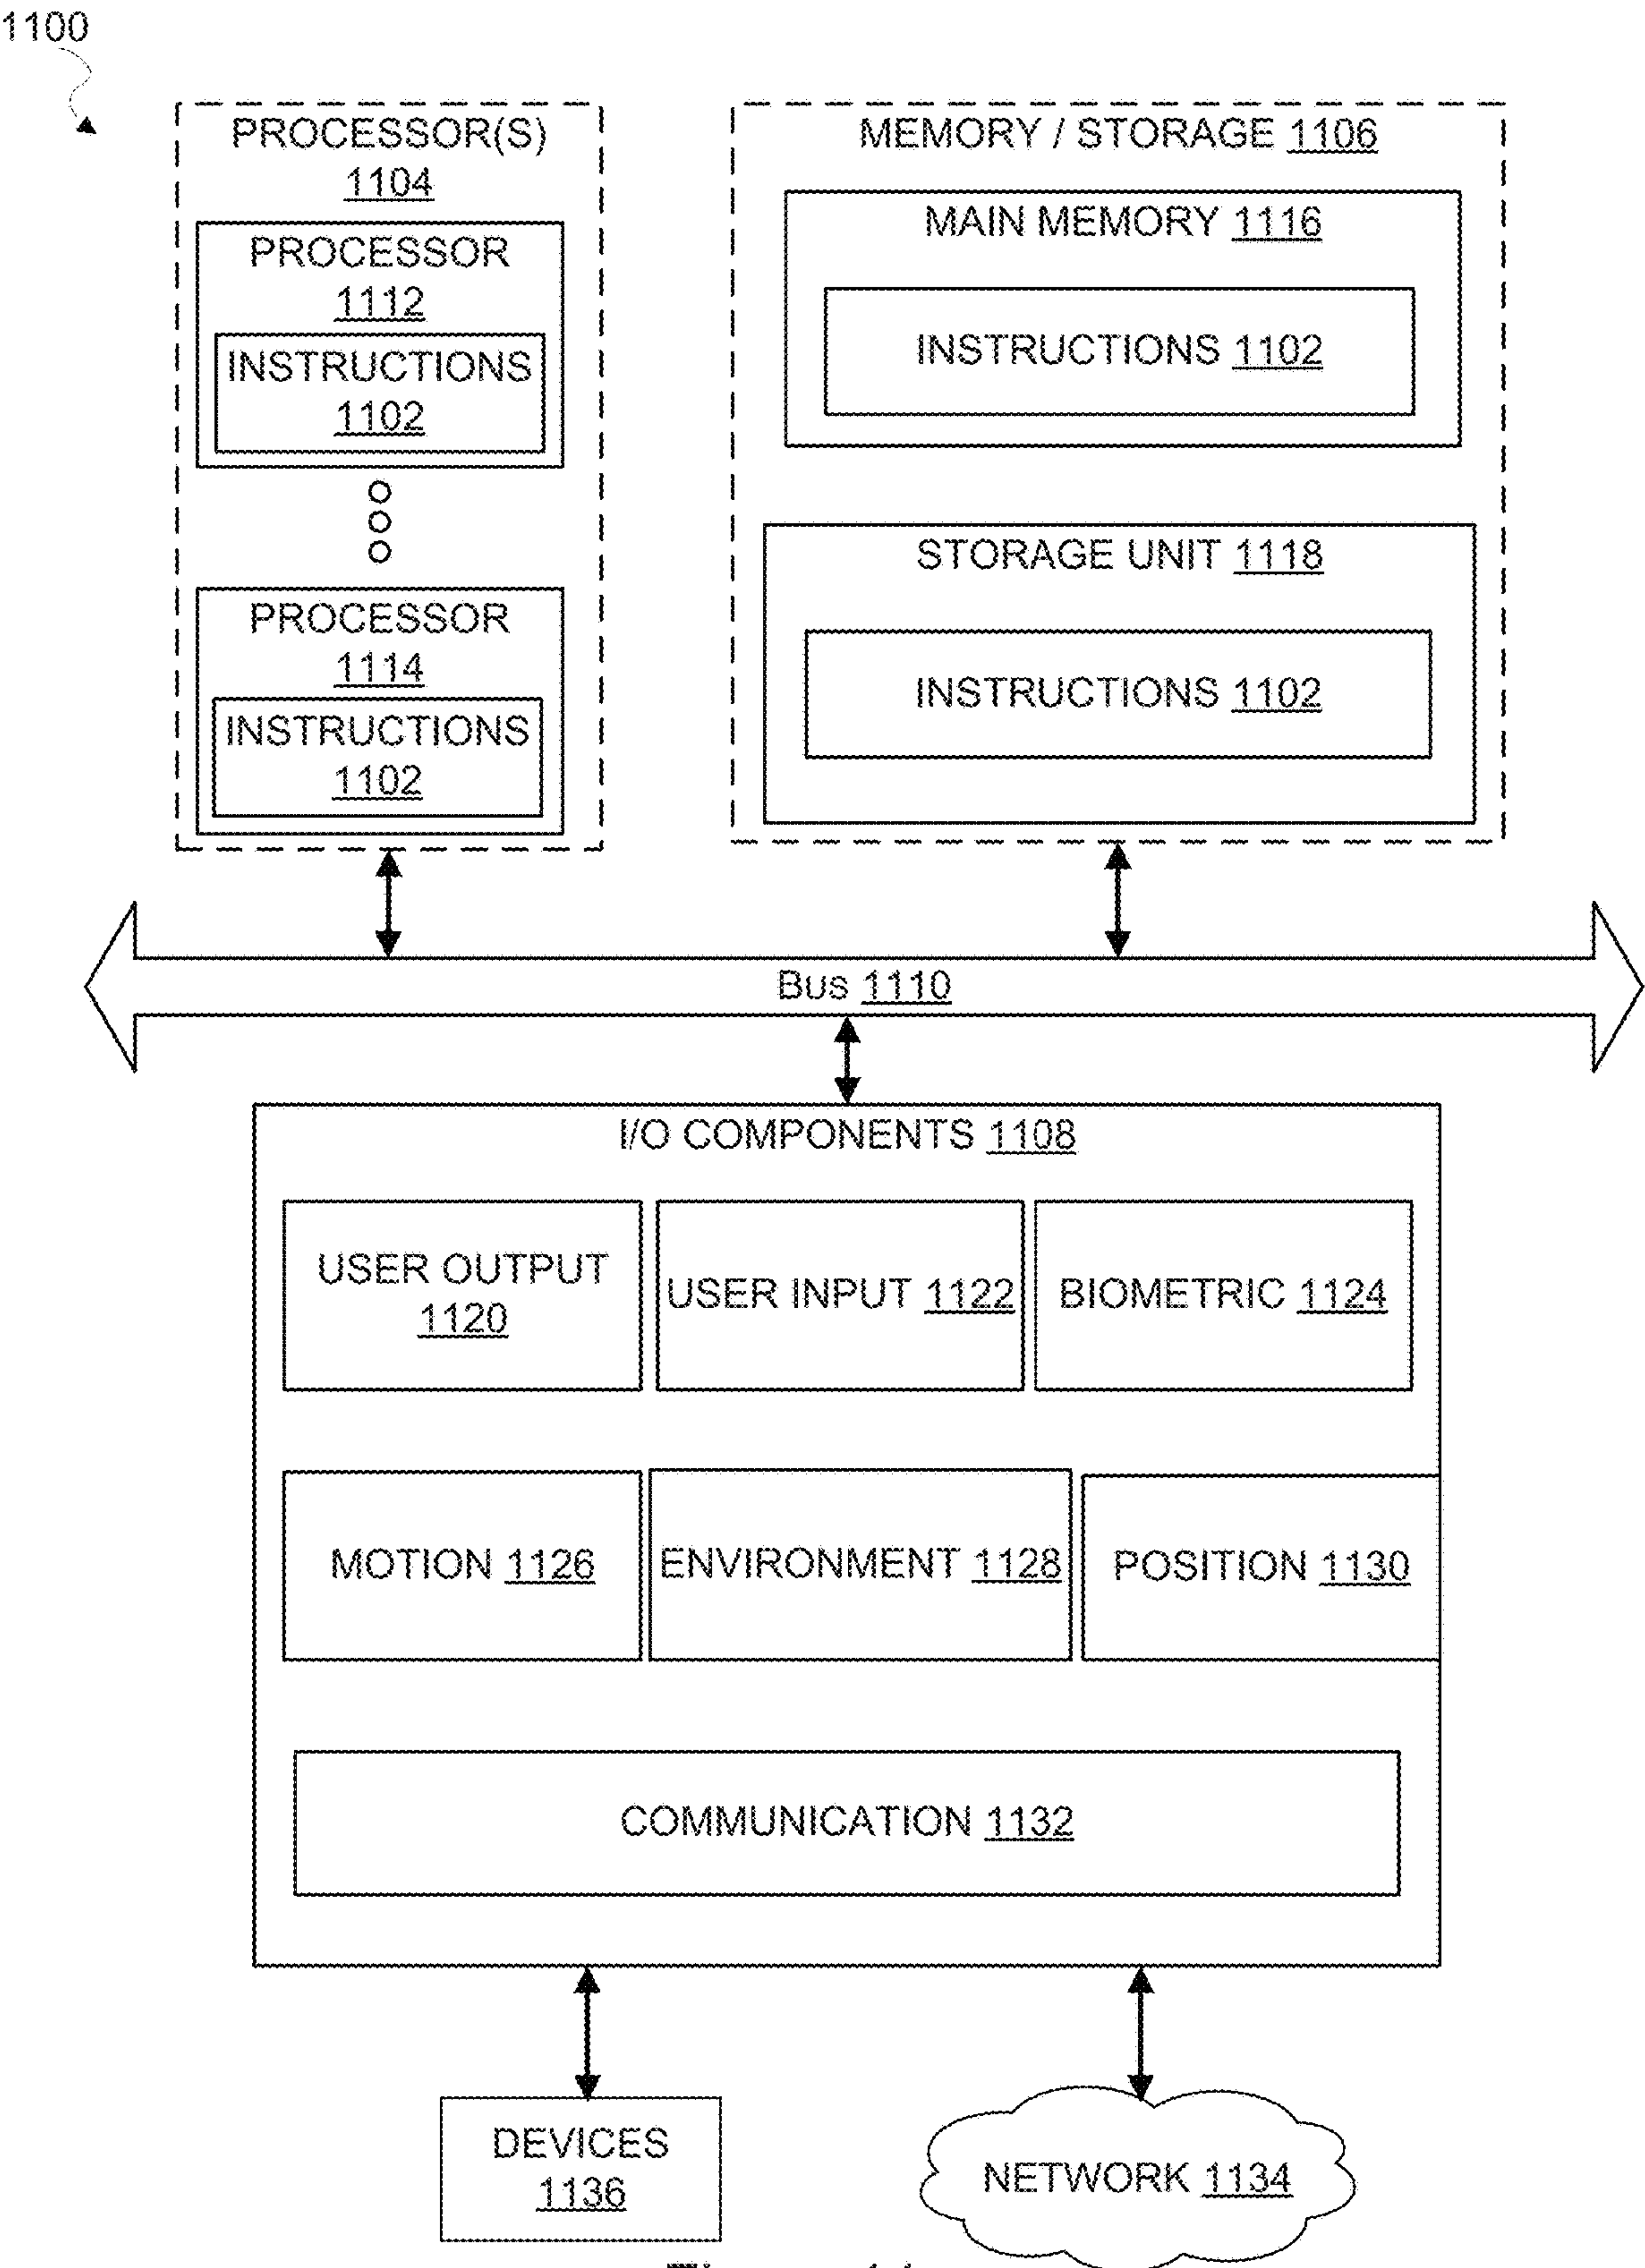 1100
PROCESSOR(S)
1104
PROCESSOR
1112
INSTRUCTIONS
1102
PROCESSOR
1114
INSTRUCTIONS
1102
MEMORY / STORAGE 1106
MAIN MEMORY 1116
INSTRUCTIONS 1102
STORAGE UNIT 1118
INSTRUCTIONS 1102
BUS 1110
I/O COMPONENTS 1108
USER OUTPUT
1120
USER INPUT 1122
BIOMETRIC 1124
MOTION 1126
ENVIRONMENT 1128
POSITION 1130
COMMUNICATION 1132
DEVICES
1136
NETWORK 1134